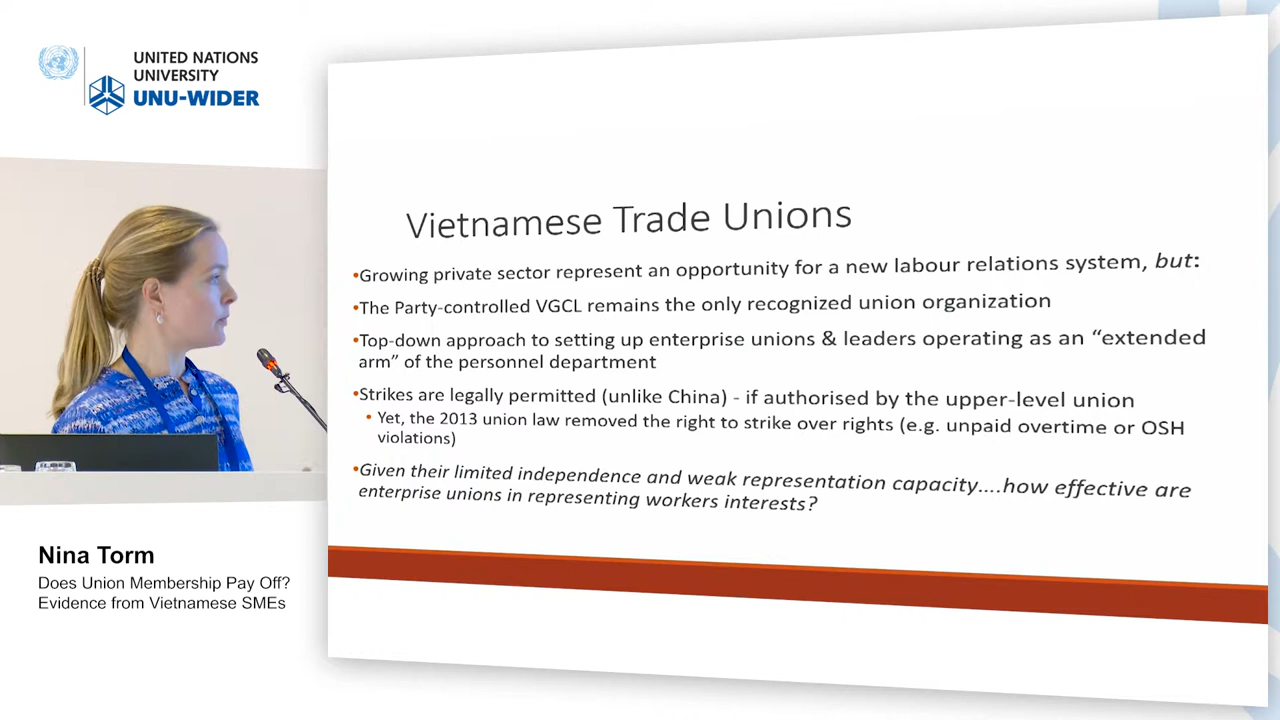 UNITED NATIONS
UNIVERSITY
UNU-WIDER
Vietnamese Trade Unions
•Growing private sector represent an opportunity for a new labour relations system, but:
•The Party-controlled VGCL remains the only recognized union organization
•Top-down approach to setting up enterprise unions & leaders operating as an “extended
arm” of the personnel department
•Strikes are legally permitted (unlike China) - if authorised by the upper-level union
• Yet, the 2013 union law removed the right to strike over rights (e.g. unpaid overtime or OSH
violations)
•Given their limited independence and weak representation capacity....how effective are
enterprise unions in representing workers interests?
Nina Torm
Does Union Membership Pay Off?
Evidence from Vietnamese SMEs